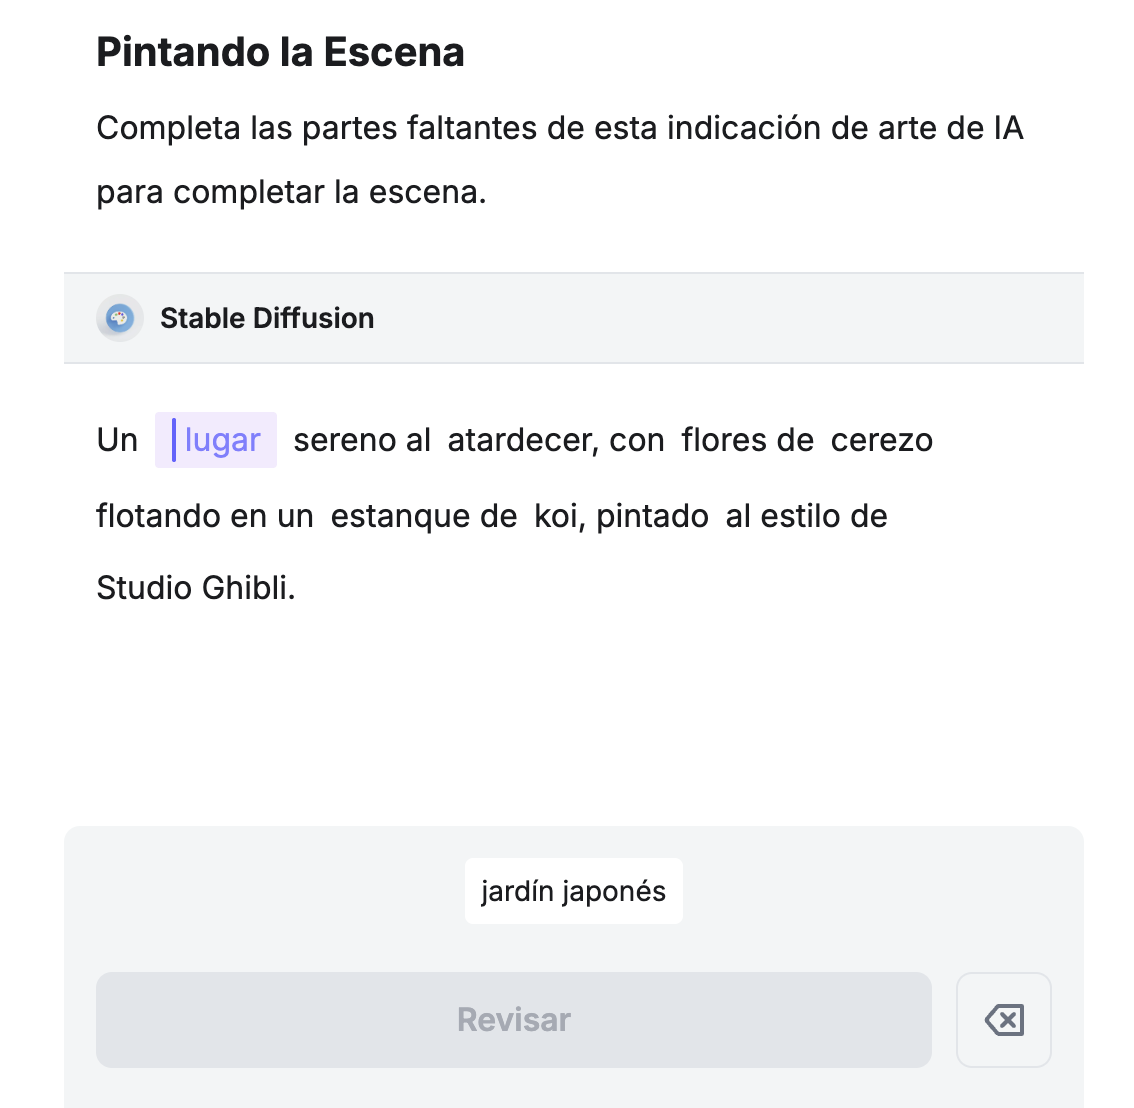 Pintando la Escena
Completa las partes faltantes de esta indicación de arte de IA
para completar la escena.
Stable Diffusion
Un lugar sereno al atardecer, con flores de cerezo
flotando en un estanque de koi, pintado al estilo de
Studio Ghibli.
jardín japonés
Revisar